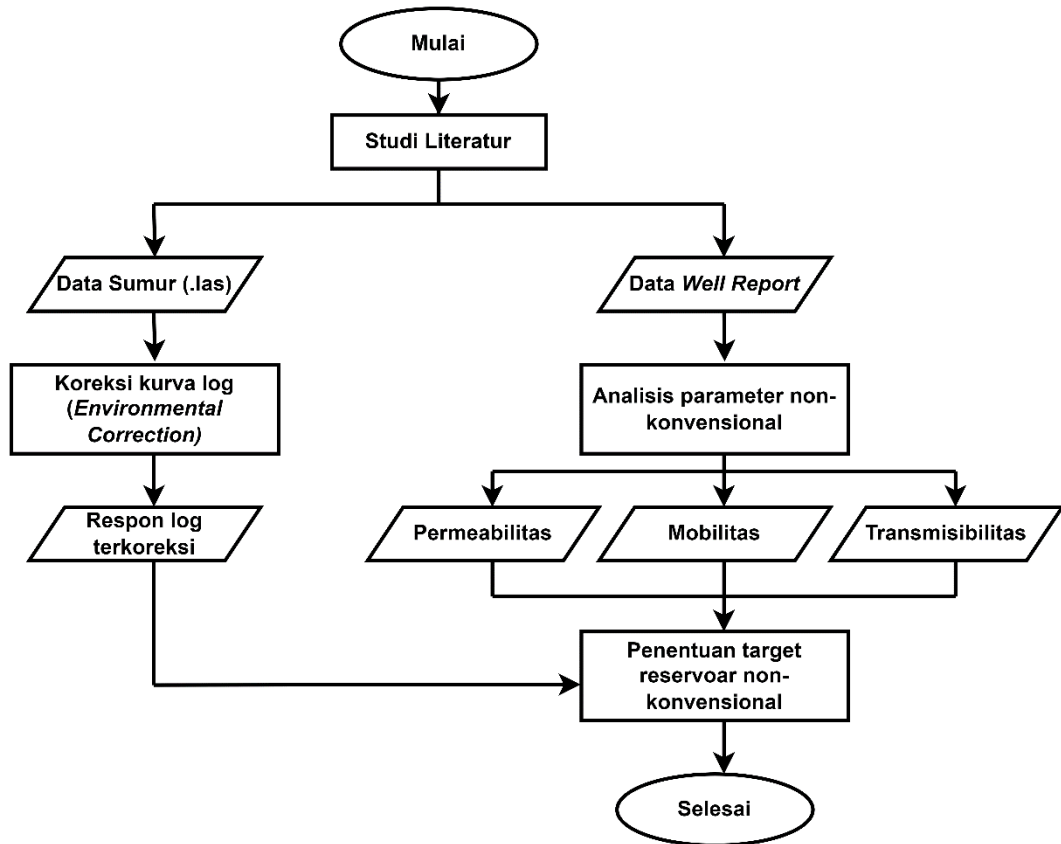 Mulai
Studi Literatur
Data Sumur (.las)
Data Well Report
Koreksi kurva log
(Environmental
Correction)
Analisis parameter non-
konvensional
Respon log
terkoreksi
Permeabilitas
Mobilitas
Transmisibilitas
Penentuan target
reservoar non-
konvensional
Selesai